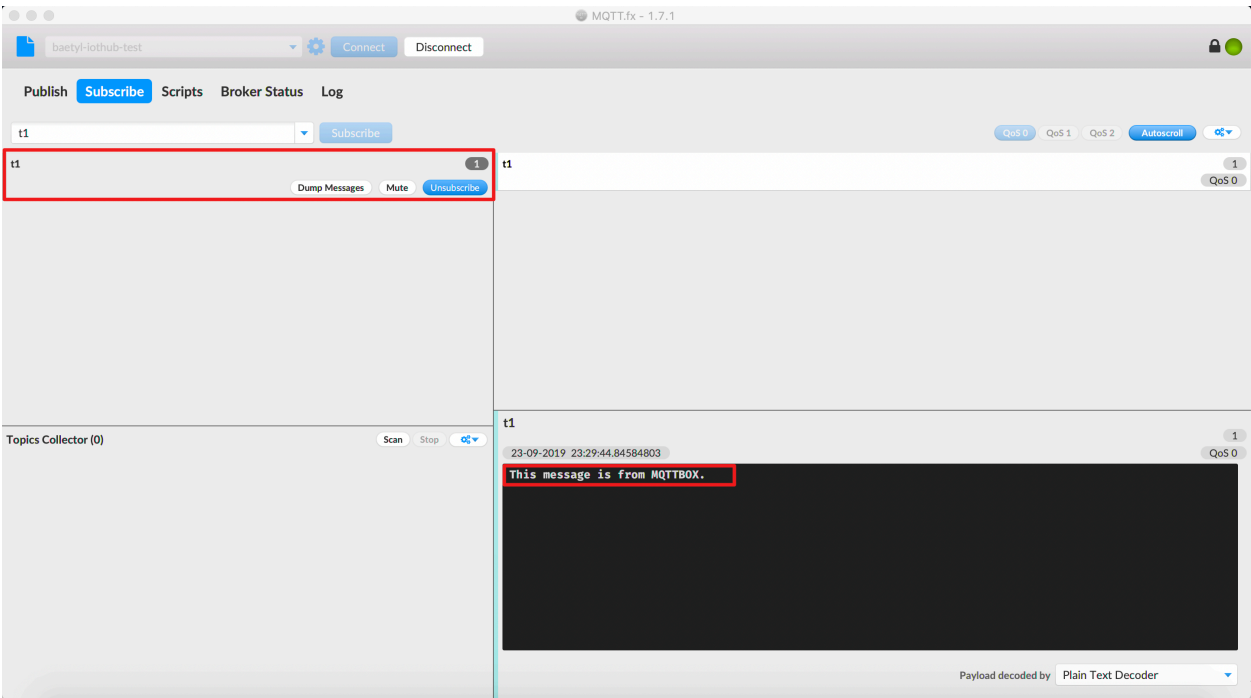 MQTT.fx - 1.7.1
baetyl-iothub-test Connect Disconnect
Publish Subscribe Scripts Broker Status Log
t1 Subscribe QoS 0 QoS 1 QoS 2 Autoscroll
t1 1
Dump Messages Mute Unsubscribe
t1 1
QoS 0
Topics Collector (0) Scan Stop
t1
1
23-09-2019 23:29:44.84584803 QoS 0
This message is from MQTTBOX.
Payload decoded by Plain Text Decoder